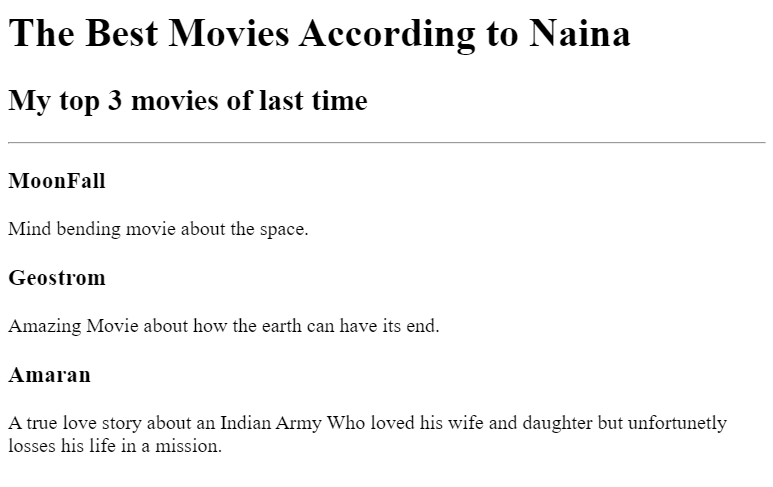 The Best Movies According to Naina
My top 3 movies of last time
MoonFall
Mind bending movie about the space.
Geostrom
Amazing Movie about how the earth can have its end.
Amaran
A true love story about an Indian Army Who loved his wife and daughter but unfortunetly
losses his life in a mission.